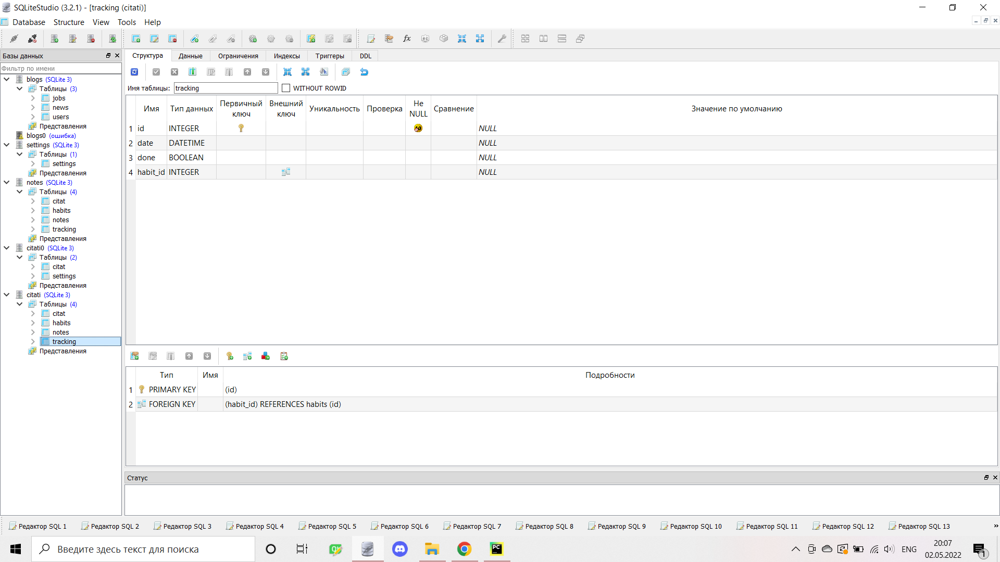 SQLiteStudio (3.2.1) - [tracking (citati)]
Database Structure View Tools Help
Базы данных
Фильтр по имени
blogs (SQLite 3)
Таблицы (3)
jobs
news
users
Представления
blogs0 (ошибка)
settings (SQLite 3)
Таблицы (1)
settings
Представления
notes (SQLite 3)
Таблицы (4)
citat
habits
notes
tracking
Представления
citati0 (SQLite 3)
Таблицы (2)
citat
settings
Представления
citati (SQLite 3)
Таблицы (4)
citat
habits
notes
tracking
Представления
Структура Данные Ограничения Индексы Триггеры DDL
Имя таблицы: tracking WITHOUT ROWID
Имя Тип данных Первичный ключ Внешний ключ Уникальность Проверка Не NULL Сравнение Значение по умолчанию
1 id INTEGER NULL
2 date DATETIME NULL
3 done BOOLEAN NULL
4 habit_id INTEGER NULL
Тип Имя Подробности
1 PRIMARY KEY (id)
2 FOREIGN KEY (habit_id) REFERENCES habits (id)
Статус
Редактор SQL 1 Редактор SQL 2 Редактор SQL 3 Редактор SQL 4 Редактор SQL 5 Редактор SQL 6 Редактор SQL 7 Редактор SQL 8 Редактор SQL 9 Редактор SQL 10 Редактор SQL 11 Редактор SQL 12 Редактор SQL 13 »
Введите здесь текст для поиска
PC
ENG
20:07
02.05.2022
1